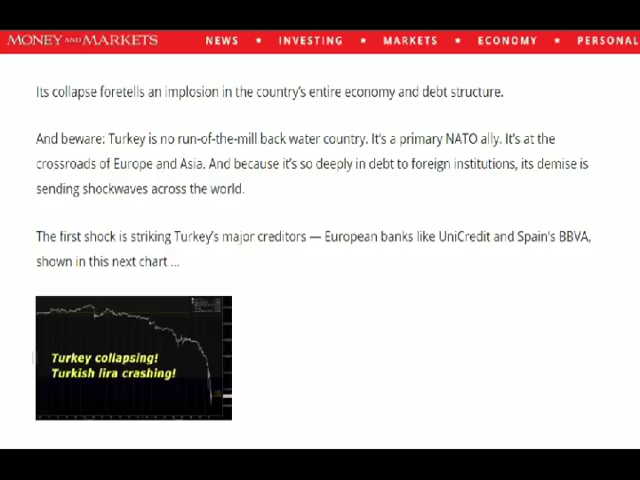 MONEY AND MARKETS
NEWS ★ INVESTING ★ MARKETS ★ ECONOMY ★ PERSONAL
Its collapse foretells an implosion in the country's entire economy and debt structure.
And beware: Turkey is no run-of-the-mill back water country. It's a primary NATO ally. It's at the
crossroads of Europe and Asia. And because it's so deeply in debt to foreign institutions, its demise is
sending shockwaves across the world.
The first shock is striking Turkey's major creditors — European banks like UniCredit and Spain's BBVA,
shown in this next chart ...
Turkey collapsing!
Turkish lira crashing!